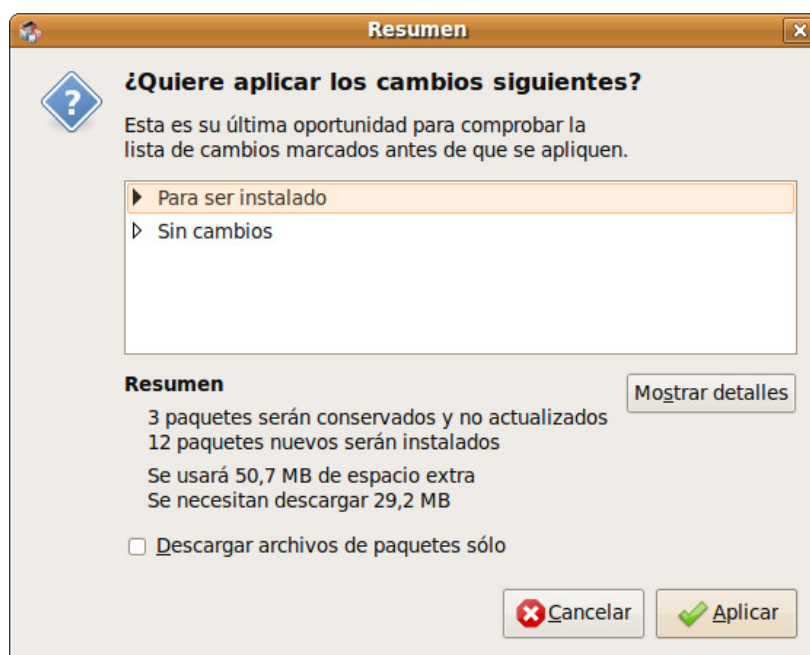 Resumen
¿Quiere aplicar los cambios siguientes?
Esta es su última oportunidad para comprobar la
lista de cambios marcados antes de que se apliquen.
Para ser instalado
Sin cambios
Resumen
Mostrar detalles
3 paquetes serán conservados y no actualizados
12 paquetes nuevos serán instalados
Se usará 50,7 MB de espacio extra
Se necesitan descargar 29,2 MB
Descargar archivos de paquetes sólo
Cancelar
Aplicar